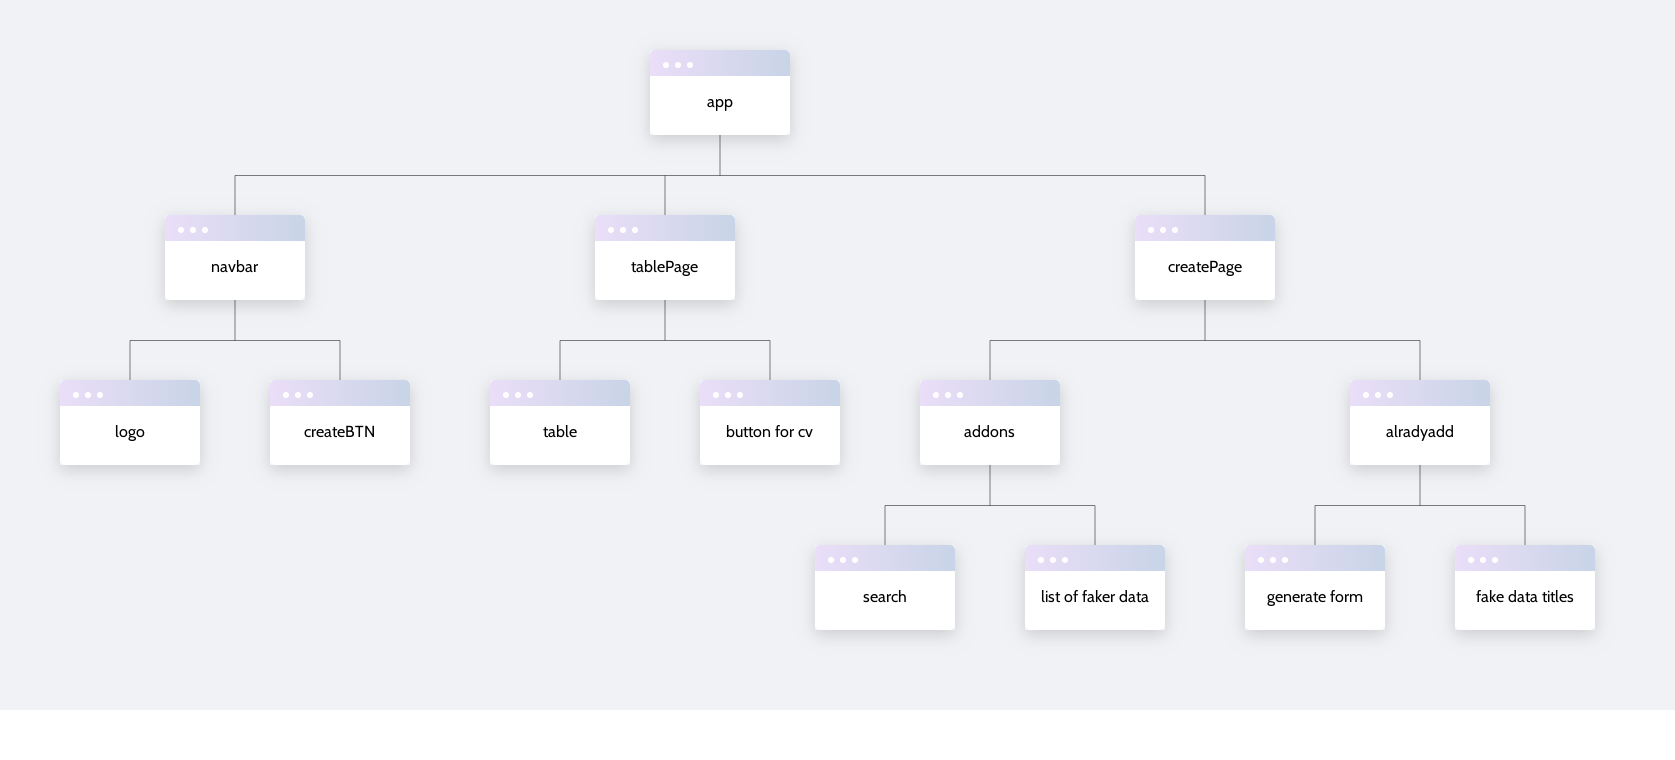 app
navbar
tablePage
createPage
logo
createBTN
table
button for cv
addons
alradyadd
search
list of faker data
generate form
fake data titles